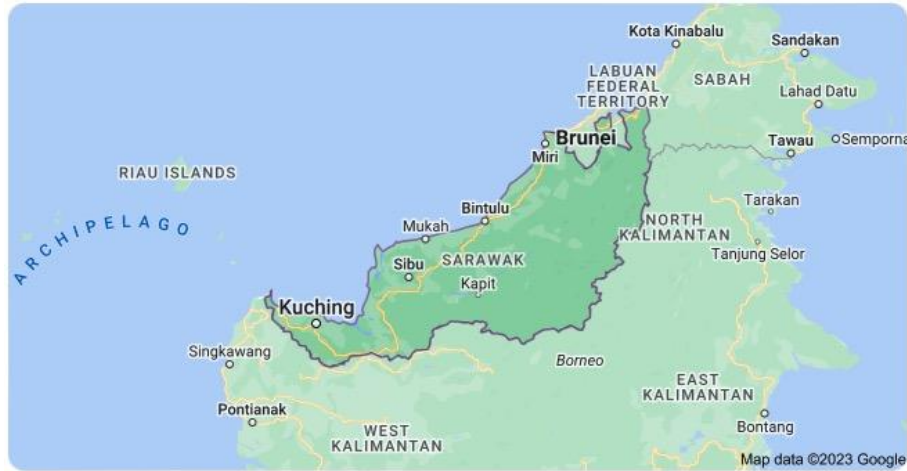 Kota Kinabalu
Sandakan
LABUAN
FEDERAL
TERRITORY
SABAH
Lahad Datu
Brunei
Miri
Tawau
Semporna
RIAU ISLANDS
ARCHIPELAGO
Bintulu
Mukah
Tarakan
NORTH
KALIMANTAN
Sibu
SARAWAK
Kapit
Tanjung Selor
Kuching
Singkawang
Borneo
EAST
KALIMANTAN
Pontianak
Bontang
WEST
KALIMANTAN
Map data ©2023 Google